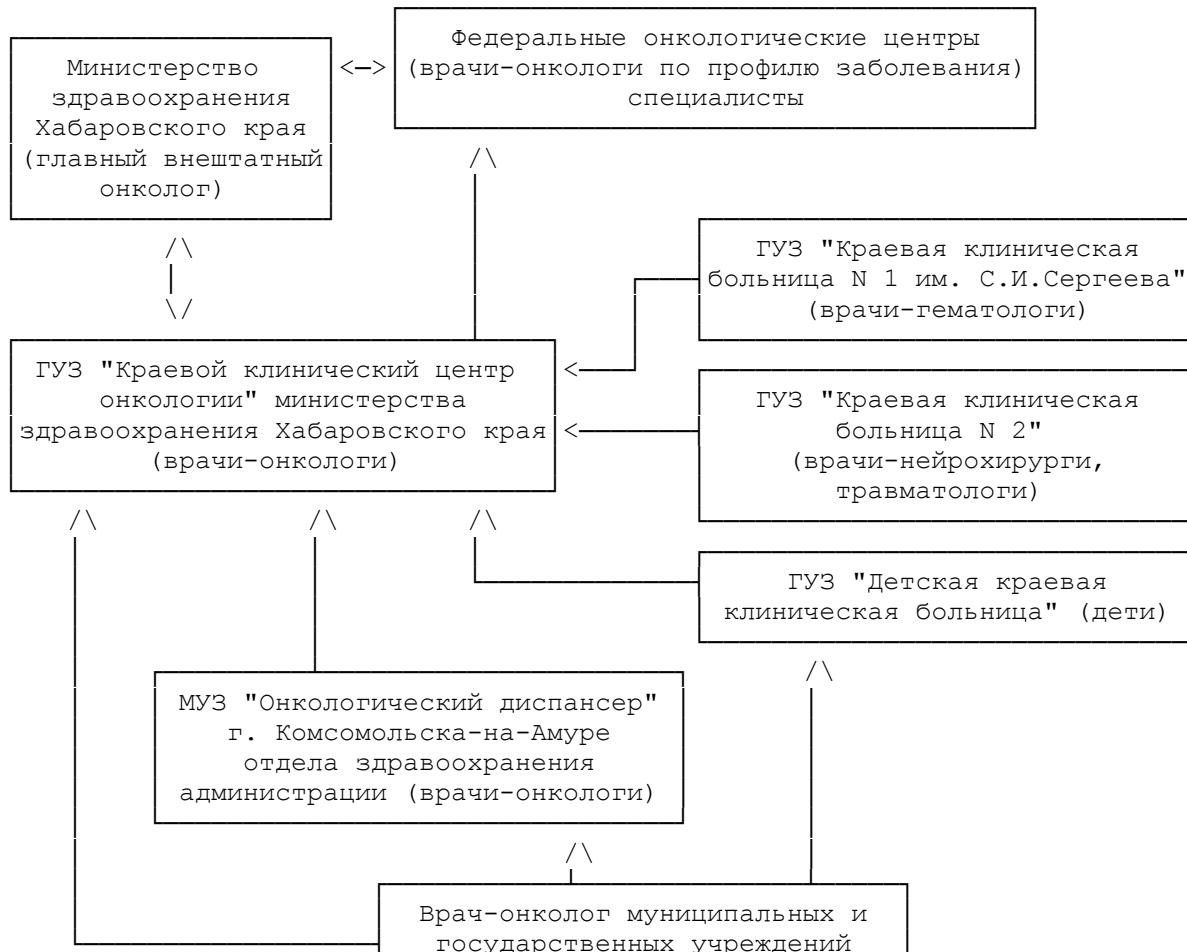 Федеральные онкологические центры
(врачи-онкологи по профилю заболевания)
специалисты
Министерство
здравоохранения
Хабаровского края
(главный внештатный
онколог)
<->
/\
/\
|
\/
ГУЗ "Краевая клиническая
больница N 1 им. С.И.Сергеева"
(врачи-гематологи)
ГУЗ "Краевой клинический центр
онкологии" министерства
здравоохранения Хабаровского края
(врачи-онкологи)
<
<
ГУЗ "Краевая клиническая
больница N 2"
(врачи-нейрохирурги,
травматологи)
/\ /\ /\
ГУЗ "Детская краевая
клиническая больница" (дети)
/\
МУЗ "Онкологический диспансер"
г. Комсомольска-на-Амуре
отдела здравоохранения
администрации (врачи-онкологи)
/\
Врач-онколог муниципальных и
государственных учреждений